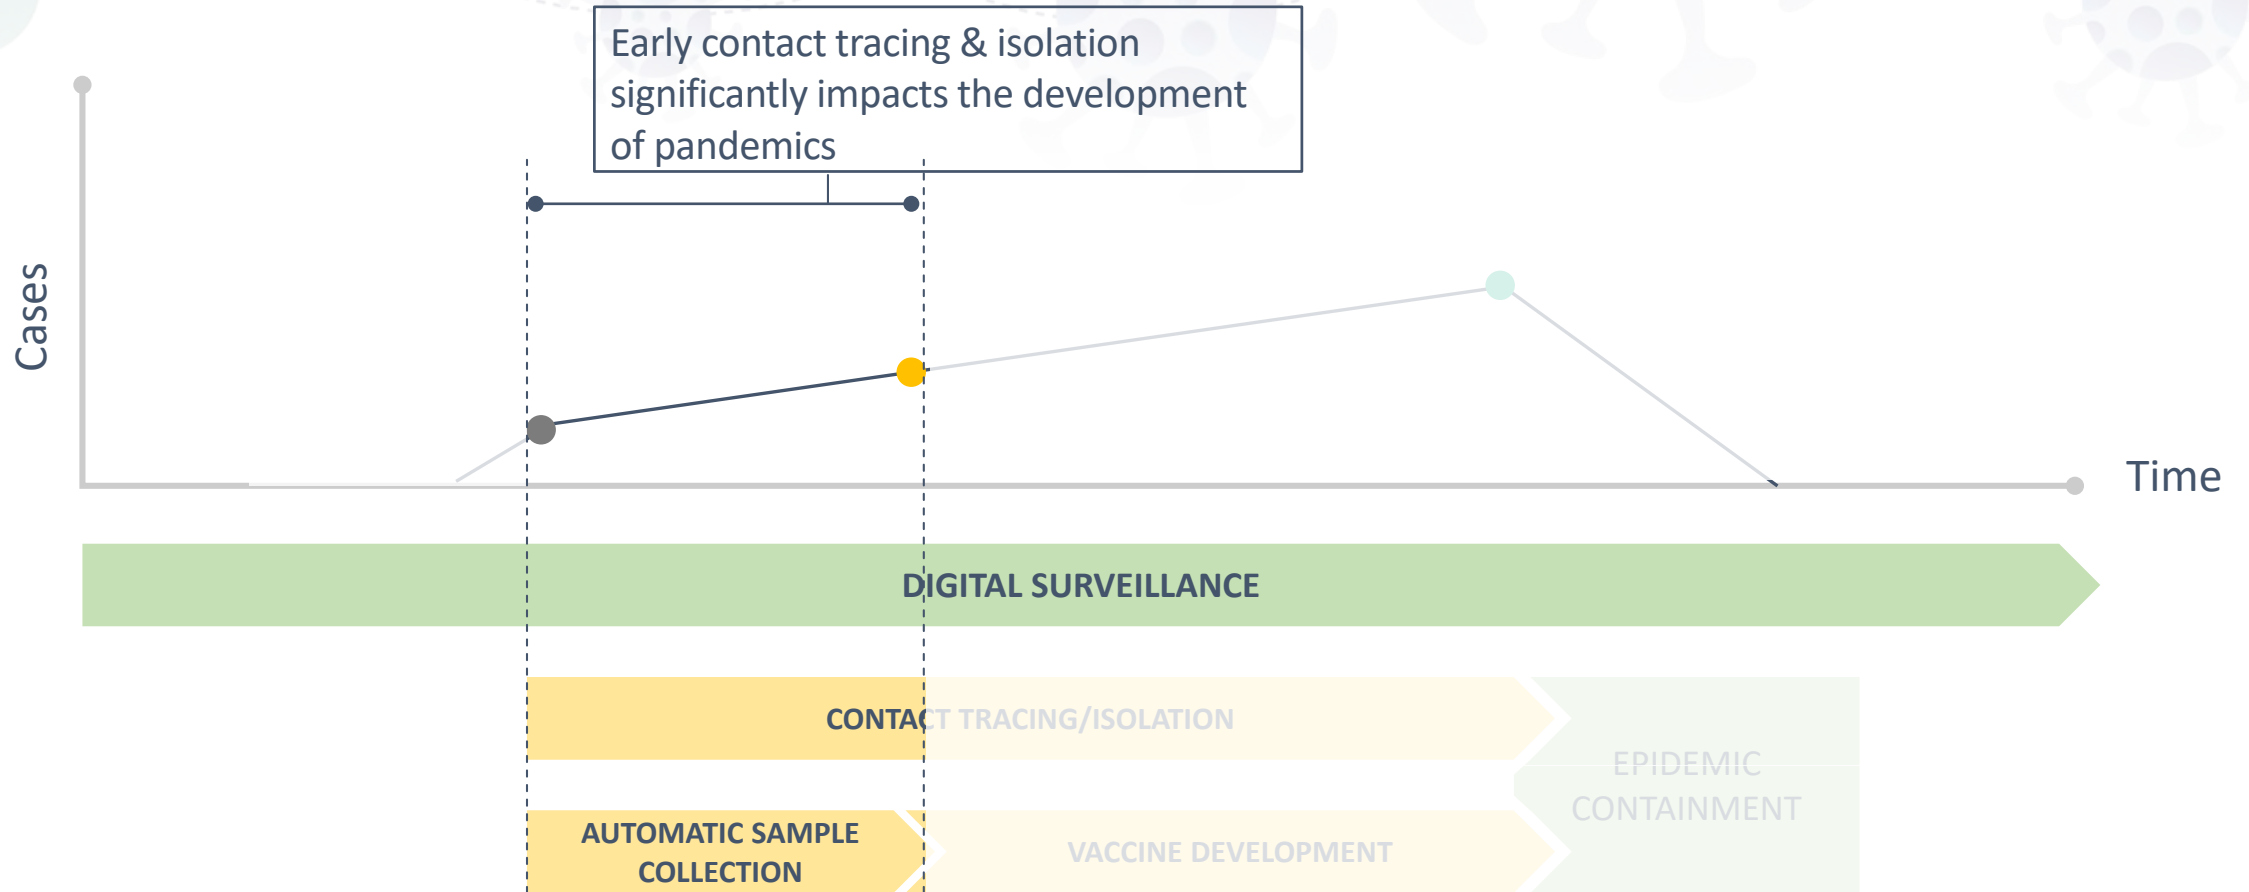 Early contact tracing & isolation
significantly impacts the development
of pandemics
Cases
Time
DIGITAL SURVEILLANCE
CONTACT TRACING/ISOLATION
EPIDEMIC
CONTAINMENT
AUTOMATIC SAMPLE
COLLECTION
VACCINE DEVELOPMENT